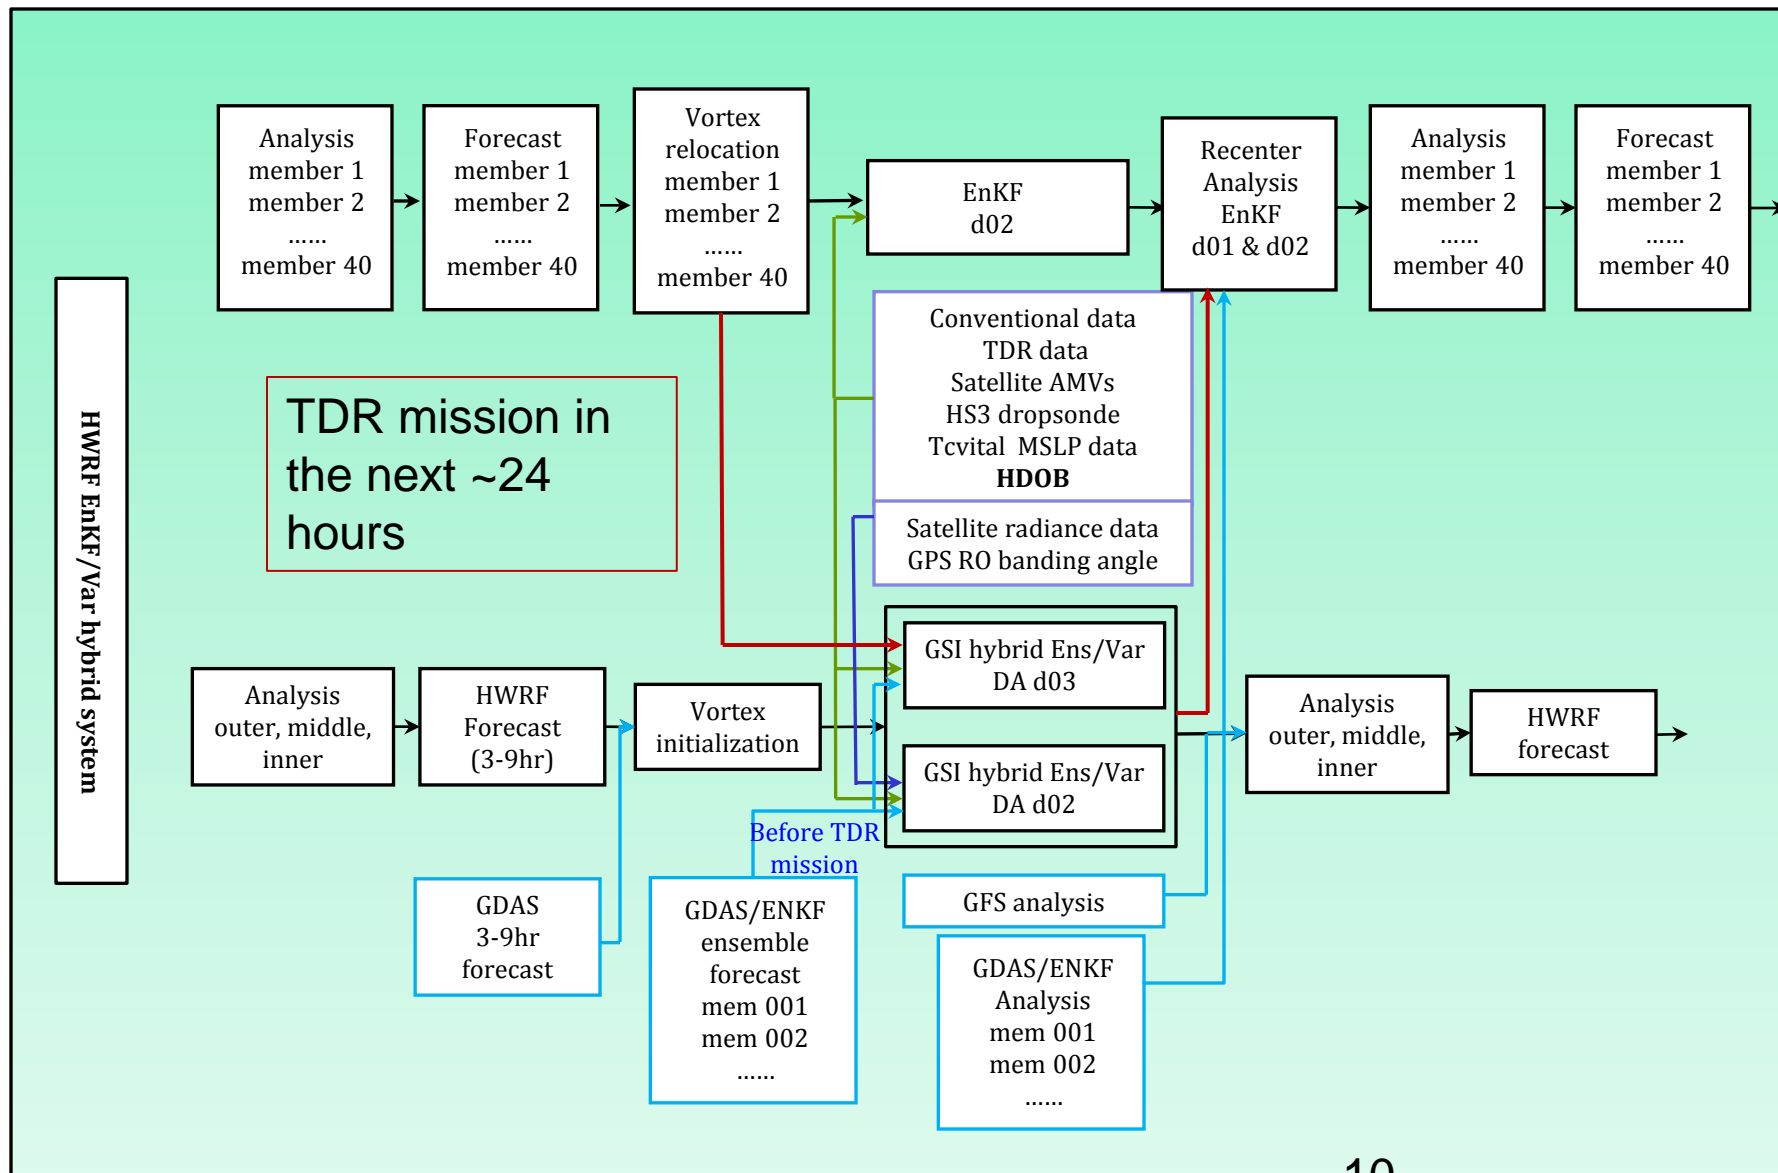 Analysis
member 1
member 2
......
member 40
Forecast
member 1
member 2
......
member 40
Vortex
relocation
member 1
member 2
......
member 40
EnKF
d02
Recenter
Analysis
EnKF
d01 & d02
Analysis
member 1
member 2
......
member 40
Forecast
member 1
member 2
......
member 40
HWRF EnKF/Var hybrid system
TDR mission in
the next ~24
hours
Conventional data
TDR data
Satellite AMVs
HS3 dropsonde
Tcvital MSLP data
HDOB
Satellite radiance data
GPS RO banding angle
Analysis
outer, middle,
inner
HWRF
Forecast
(3-9hr)
Vortex
initialization
GSI hybrid Ens/Var
DA d03
GSI hybrid Ens/Var
DA d02
Analysis
outer, middle,
inner
HWRF
forecast
Before TDR
mission
GDAS
3-9hr
forecast
GDAS/ENKF
ensemble
forecast
mem 001
mem 002
......
GFS analysis
GDAS/ENKF
Analysis
mem 001
mem 002
......
10